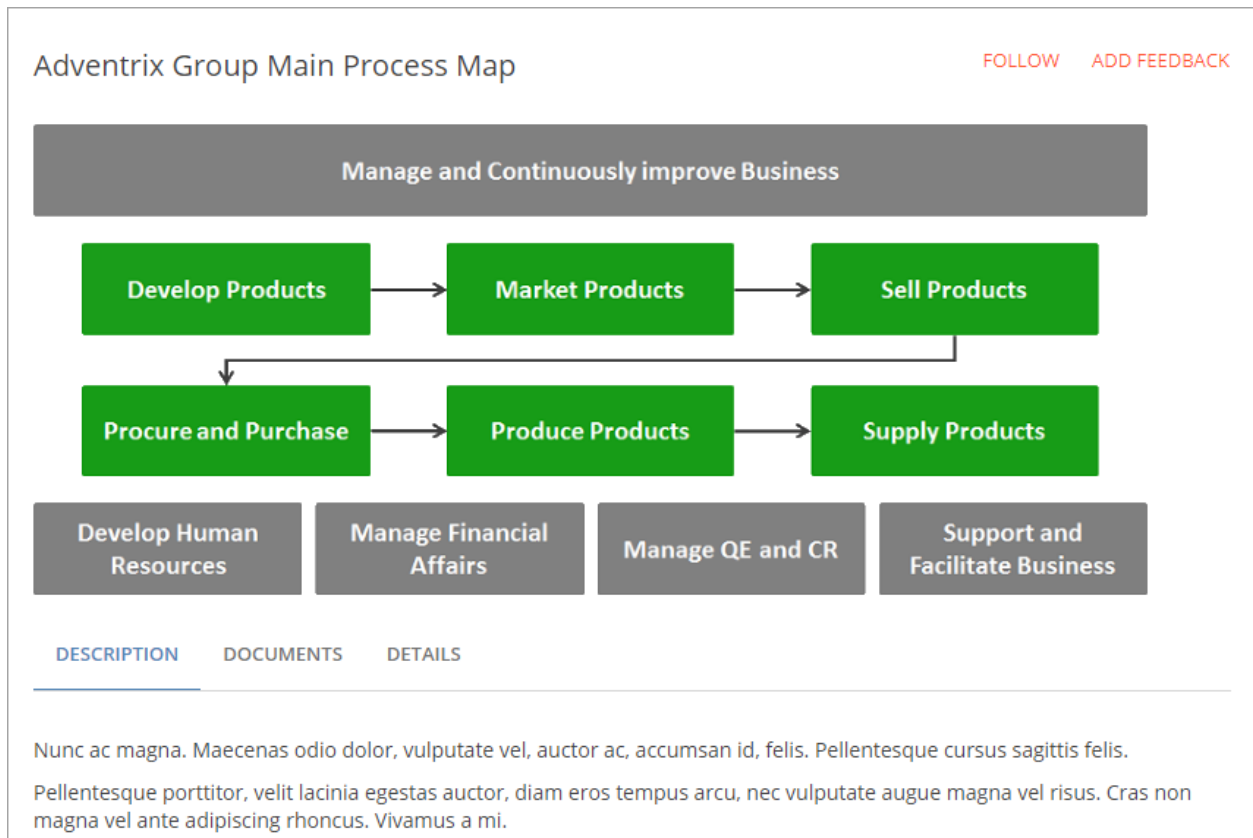 Adventrix Group Main Process Map
FOLLOW ADD FEEDBACK
Manage and Continuously improve Business
Develop Products
Market Products
Sell Products
Procure and Purchase
Produce Products
Supply Products
Develop Human
Resources
Manage Financial
Affairs
Manage QE and CR
Support and
Facilitate Business
DESCRIPTION DOCUMENTS DETAILS
Nunc ac magna. Maecenas odio dolor, vulputate vel, auctor ac, accumsan id, felis. Pellentesque cursus sagittis felis.
Pellentesque porttitor, velit lacinia egestas auctor, diam eros tempus arcu, nec vulputate augue magna vel risus. Cras non
magna vel ante adipiscing rhoncus. Vivamus a mi.